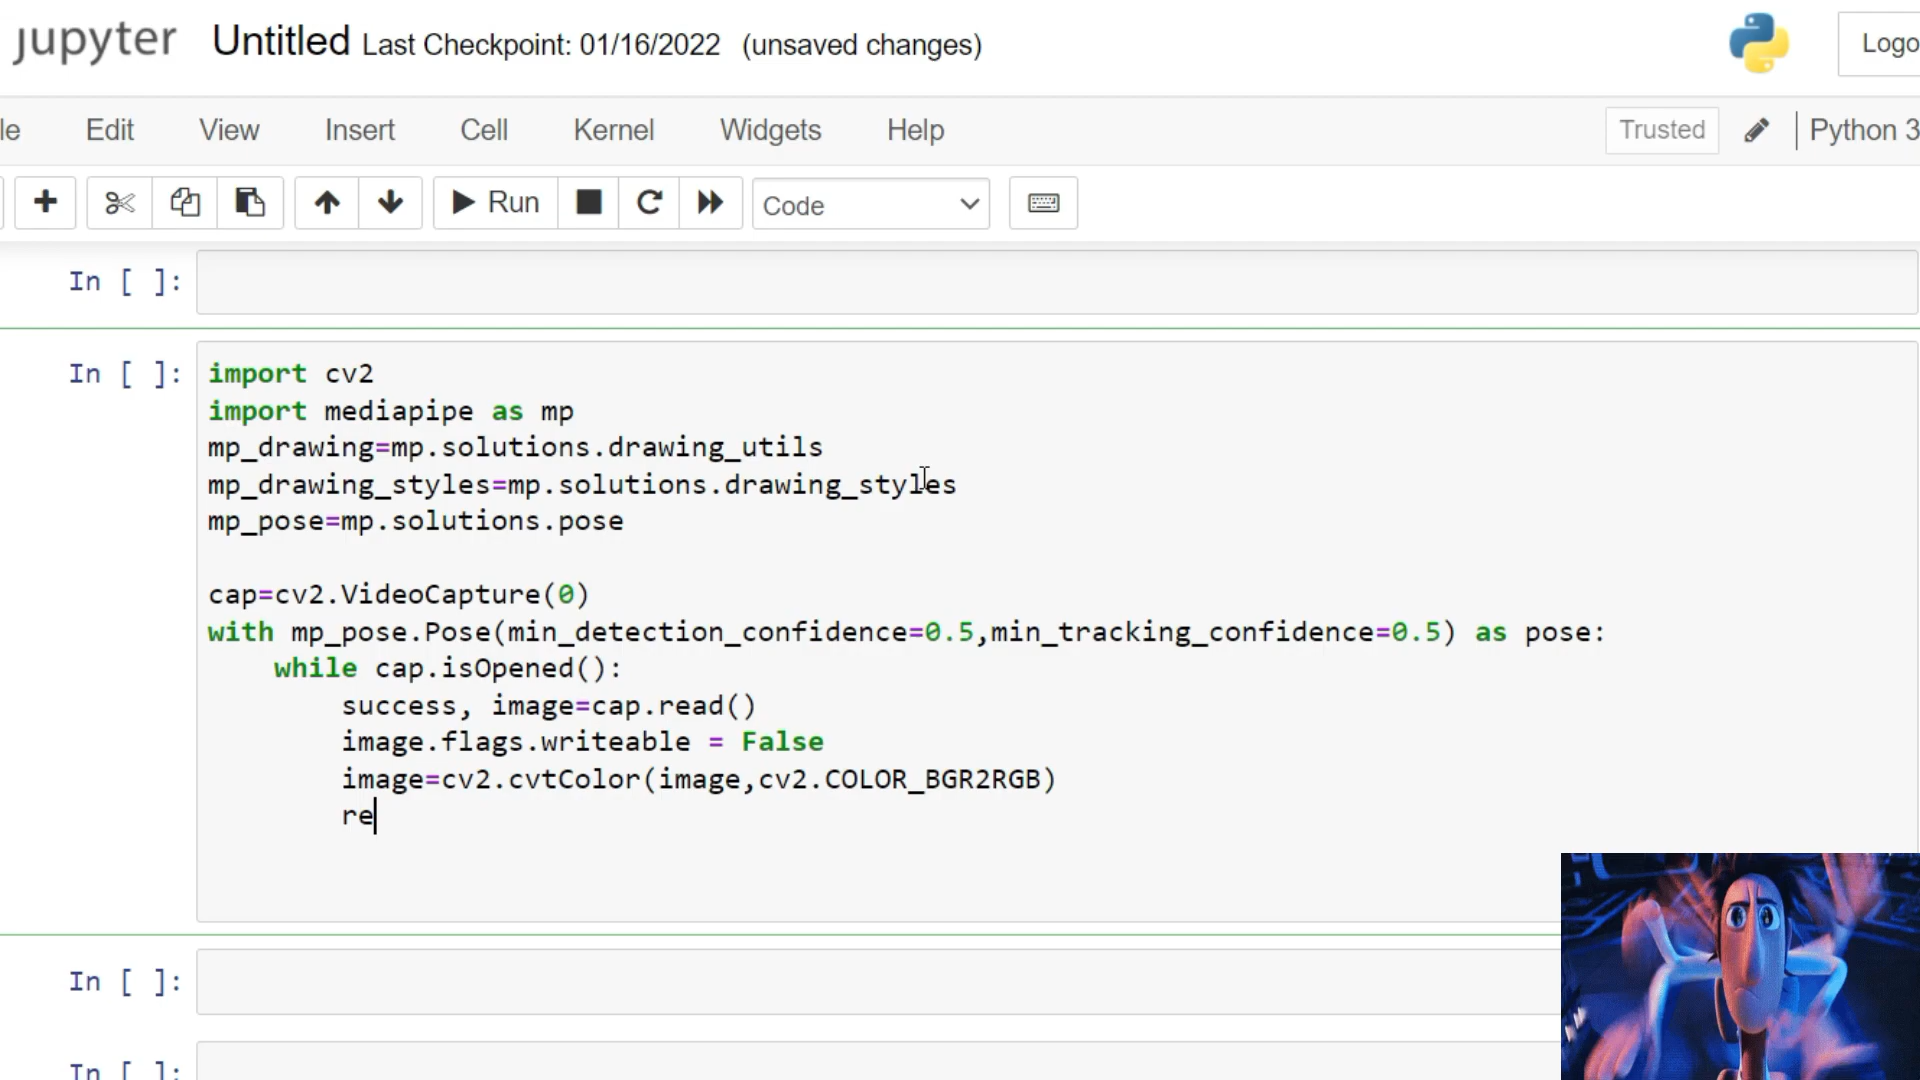 jupyter Untitled Last Checkpoint: 01/16/2022 (unsaved changes) Logo
le Edit View Insert Cell Kernel Widgets Help Trusted Python 3
Run Code
In [ ]:
In [ ]:
import cv2
import mediapipe as mp
mp_drawing=mp.solutions.drawing_utils
mp_drawing_styles=mp.solutions.drawing_styles
mp_pose=mp.solutions.pose
cap=cv2.VideoCapture(0)
with mp_pose.Pose(min_detection_confidence=0.5,min_tracking_confidence=0.5) as pose:
    while cap.isOpened():
        success, image=cap.read()
        image.flags.writeable = False
        image=cv2.cvtColor(image,cv2.COLOR_BGR2RGB)
        re
In [ ]:
In [ ]: